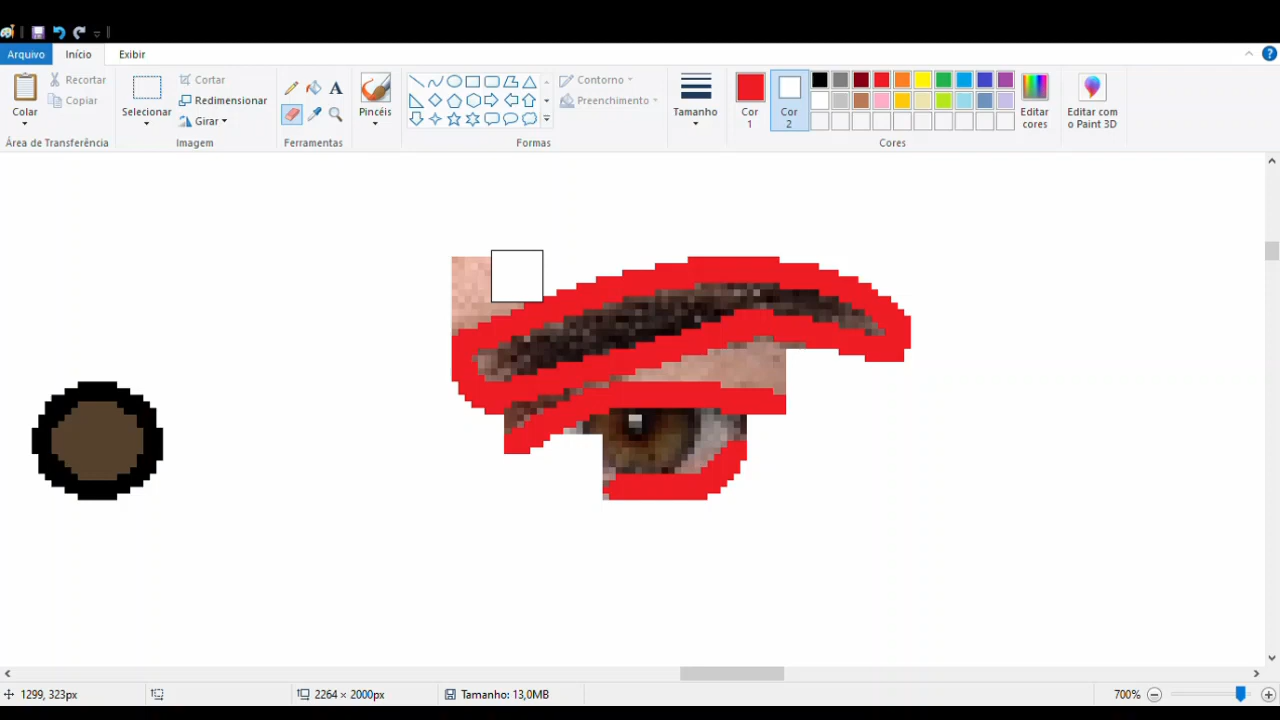 Arquivo Início Exibir
Colar
Recortar
Copiar
Área de Transferência
Selecionar
Cortar
Redimensionar
Girar
Imagem
A
Ferramentas
Pincéis
Contorno
Preenchimento
Formas
Tamanho
Cor
1
Cor
2
Editar
cores
Cores
Editar com
o Paint 3D
1299, 323px
2264 × 2000px
Tamanho: 13,0MB
700%